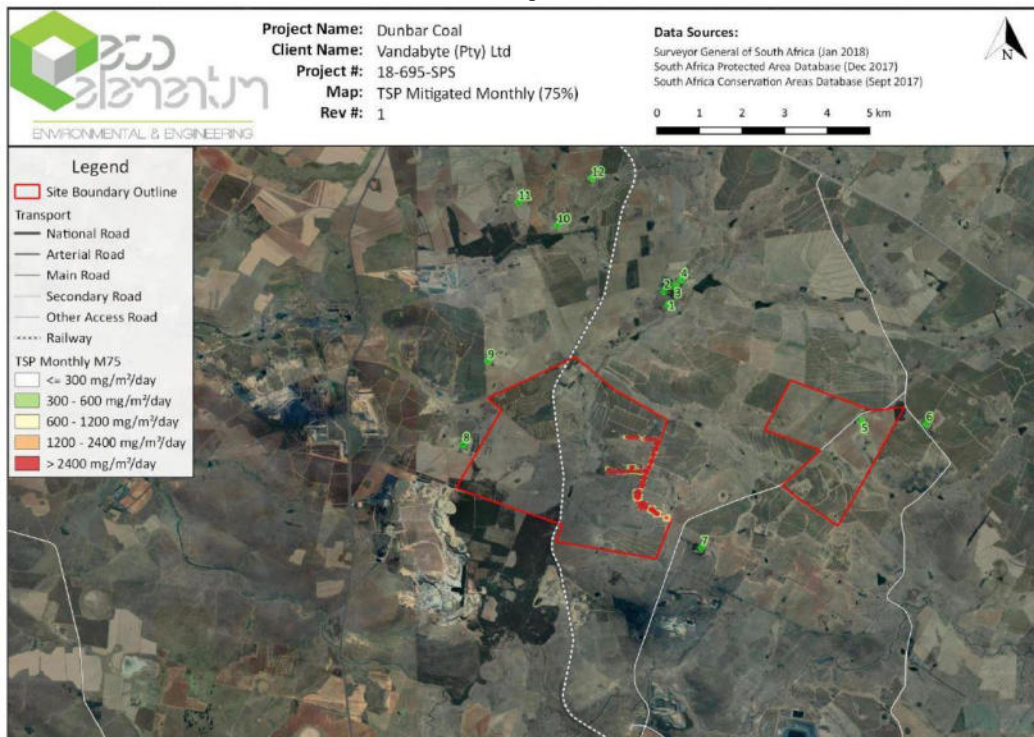 eco
elementum
ENVIRONMENTAL & ENGINEERING
Project Name: Dunbar Coal
Client Name: Vandabyte (Pty) Ltd
Project #: 18-695-SPS
Map: TSP Mitigated Monthly (75%)
Rev #: 1
Data Sources:
Surveyor General of South Africa (Jan 2018)
South Africa Protected Area Database (Dec 2017)
South Africa Conservation Areas Database (Sept 2017)
0 1 2 3 4 5 km
N
Legend
Site Boundary Outline
Transport
National Road
Arterial Road
Main Road
Secondary Road
Other Access Road
Railway
TSP Monthly M75
<= 300 mg/m²/day
300 - 600 mg/m²/day
600 - 1200 mg/m²/day
1200 - 2400 mg/m²/day
> 2400 mg/m²/day
12
11
10
4
2
3
1
9
8
5
6
7